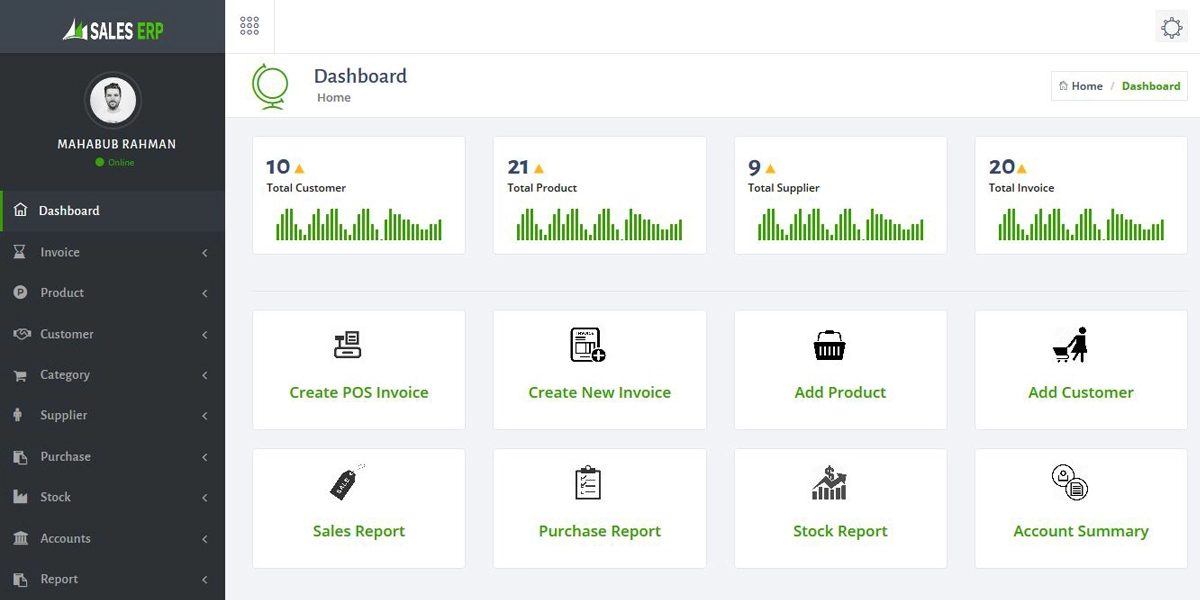 SALES ERP
MAHABUB RAHMAN
Online
Dashboard
Invoice
Product
Customer
Category
Supplier
Purchase
Stock
Accounts
Report
Dashboard
Home
Home / Dashboard
10
Total Customer
21
Total Product
9
Total Supplier
20
Total Invoice
Create POS Invoice
INVOICE
Create New Invoice
Add Product
Add Customer
SALE
Sales Report
Purchase Report
$
Stock Report
Account Summary